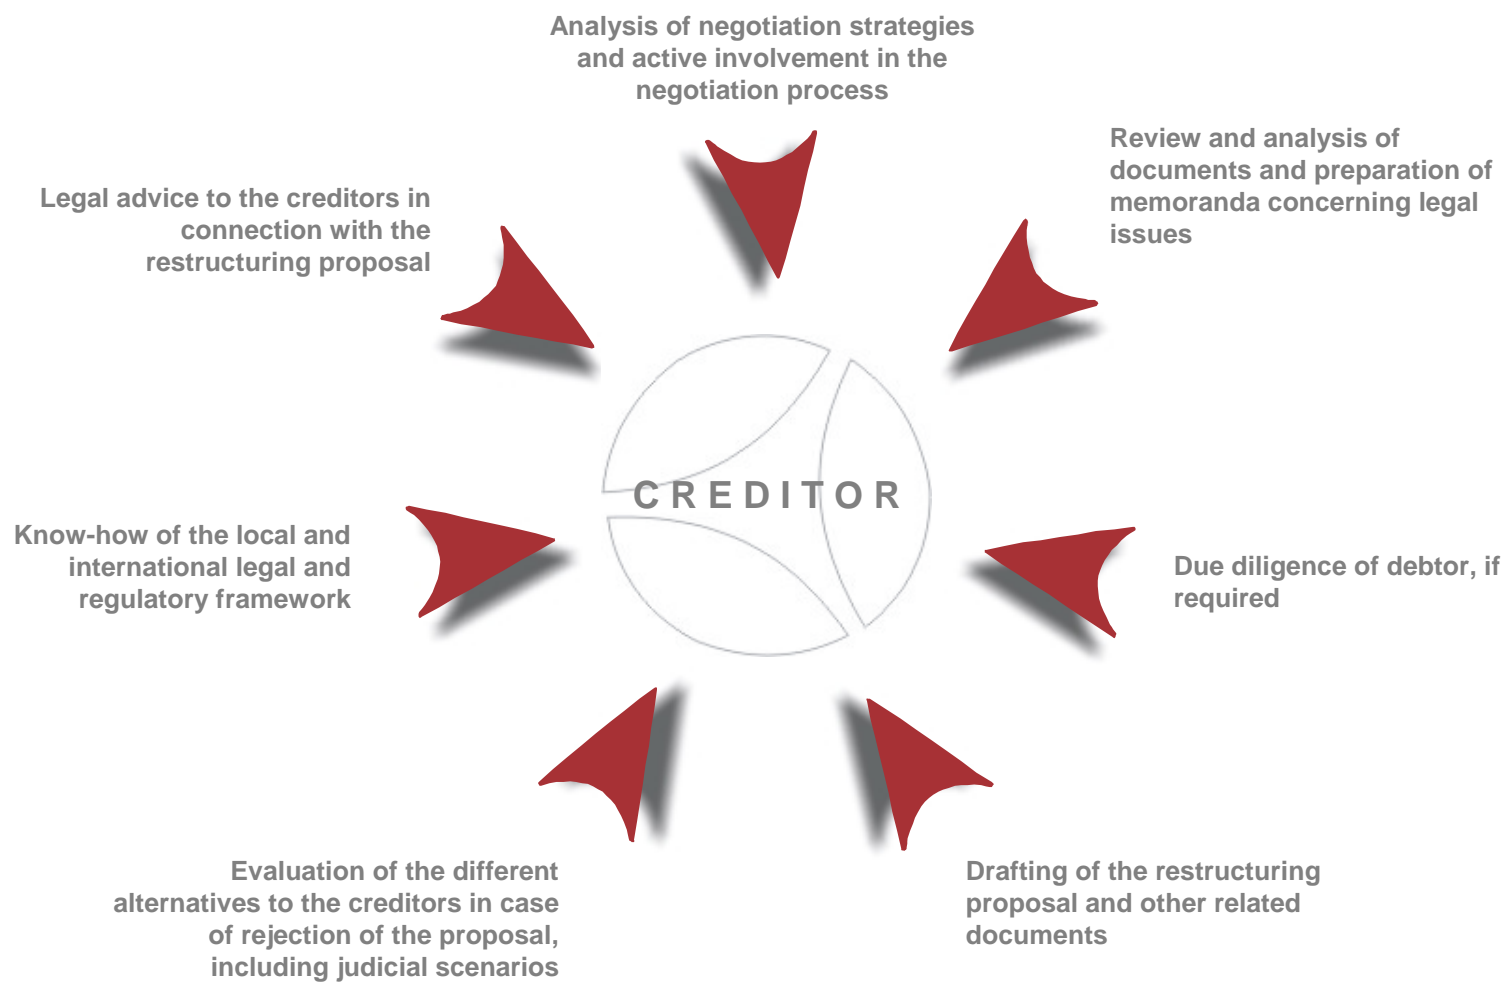 Analysis of negotiation strategies
and active involvement in the
negotiation process
Review and analysis of
documents and preparation of
memoranda concerning legal
issues
Legal advice to the creditors in
connection with the
restructuring proposal
CREDITOR
Know-how of the local and
international legal and
regulatory framework
Due diligence of debtor, if
required
Evaluation of the different
alternatives to the creditors in case
of rejection of the proposal,
including judicial scenarios
Drafting of the restructuring
proposal and other related
documents